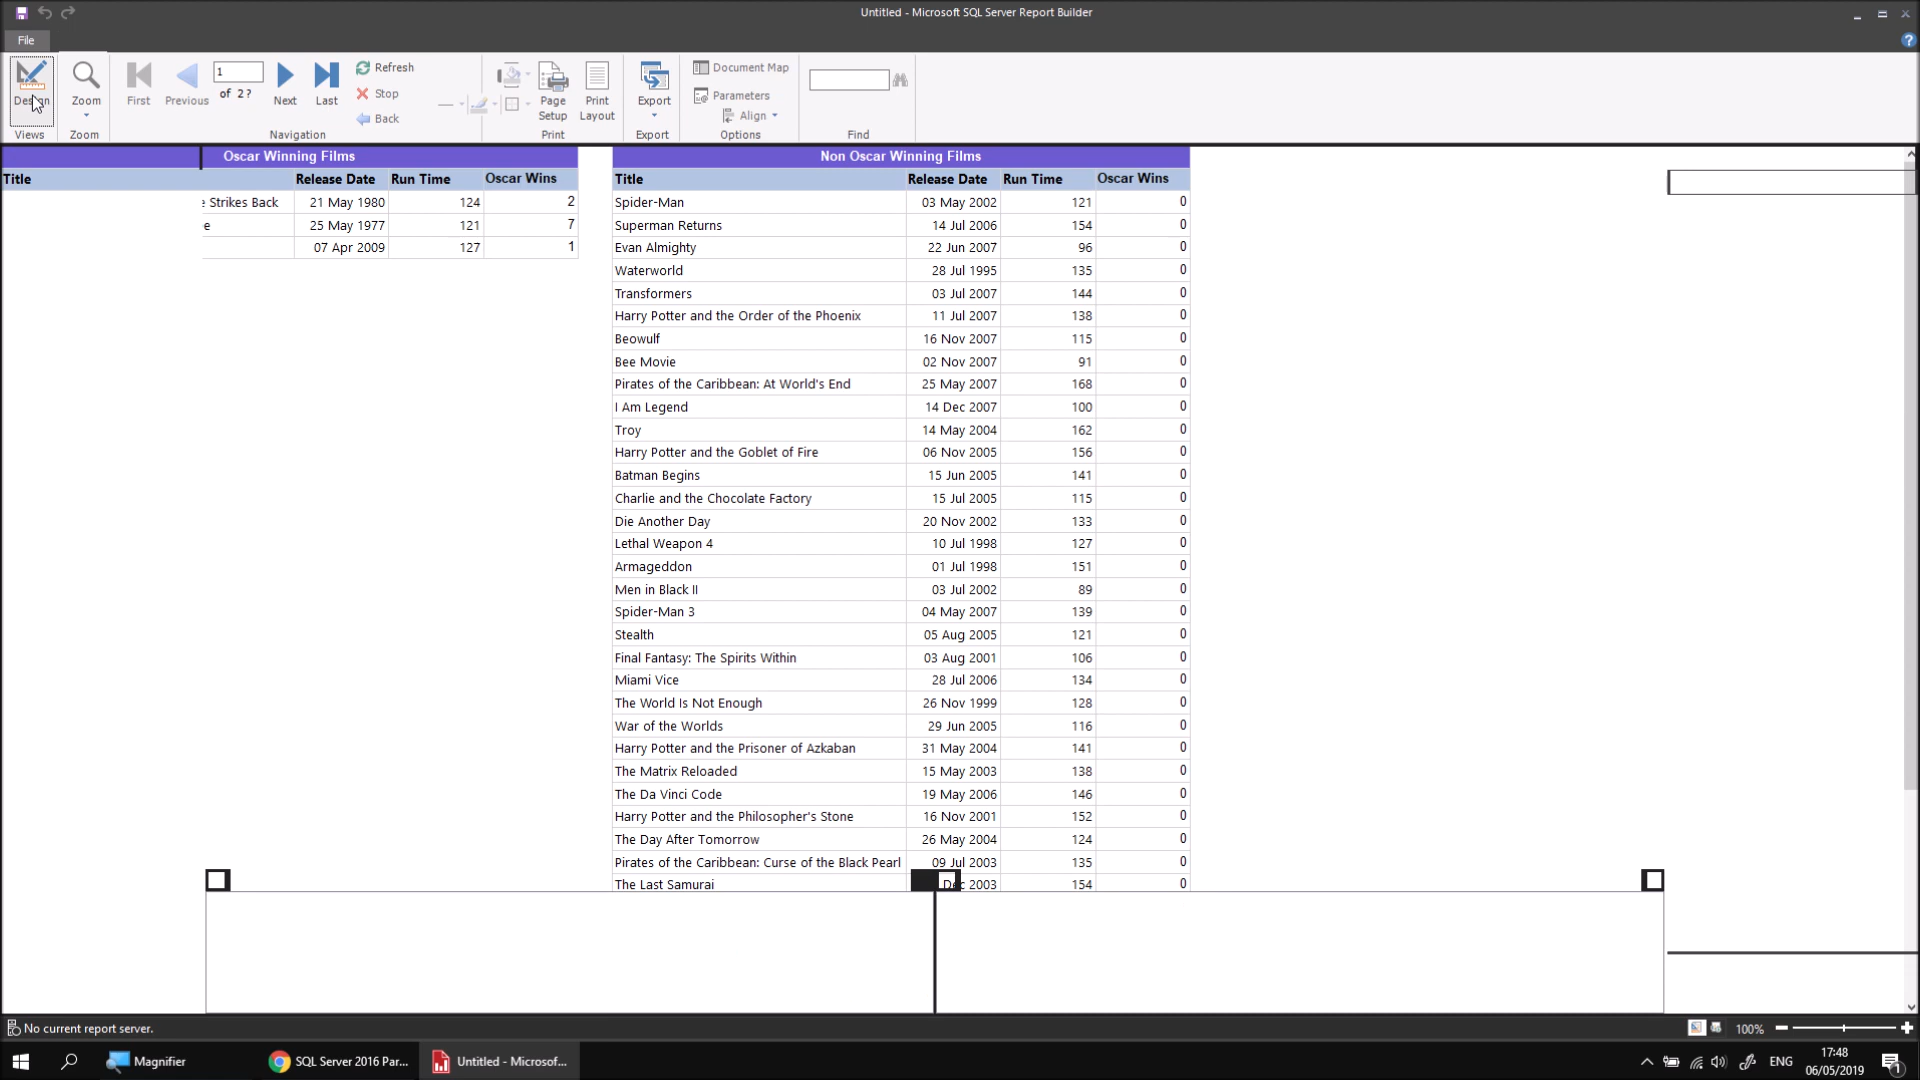 Untitled - Microsoft SQL Server Report Builder
File
Design
Zoom
First
Previous
1
of 2 ?
Next
Last
Refresh
Stop
Back
Page Setup
Print Layout
Export
Document Map
Parameters
Align
Views
Zoom
Navigation
Print
Export
Options
Find
Oscar Winning Films
Title Release Date Run Time Oscar Wins
e Strikes Back 21 May 1980 124 2
e 25 May 1977 121 7
07 Apr 2009 127 1
Non Oscar Winning Films
Title Release Date Run Time Oscar Wins
Spider-Man 03 May 2002 121 0
Superman Returns 14 Jul 2006 154 0
Evan Almighty 22 Jun 2007 96 0
Waterworld 28 Jul 1995 135 0
Transformers 03 Jul 2007 144 0
Harry Potter and the Order of the Phoenix 11 Jul 2007 138 0
Beowulf 16 Nov 2007 115 0
Bee Movie 02 Nov 2007 91 0
Pirates of the Caribbean: At World's End 25 May 2007 168 0
I Am Legend 14 Dec 2007 100 0
Troy 14 May 2004 162 0
Harry Potter and the Goblet of Fire 06 Nov 2005 156 0
Batman Begins 15 Jun 2005 141 0
Charlie and the Chocolate Factory 15 Jul 2005 115 0
Die Another Day 20 Nov 2002 133 0
Lethal Weapon 4 10 Jul 1998 127 0
Armageddon 01 Jul 1998 151 0
Men in Black II 03 Jul 2002 89 0
Spider-Man 3 04 May 2007 139 0
Stealth 05 Aug 2005 121 0
Final Fantasy: The Spirits Within 03 Aug 2001 106 0
Miami Vice 28 Jul 2006 134 0
The World Is Not Enough 26 Nov 1999 128 0
War of the Worlds 29 Jun 2005 116 0
Harry Potter and the Prisoner of Azkaban 31 May 2004 141 0
The Matrix Reloaded 15 May 2003 138 0
The Da Vinci Code 19 May 2006 146 0
Harry Potter and the Philosopher's Stone 16 Nov 2001 152 0
The Day After Tomorrow 26 May 2004 124 0
Pirates of the Caribbean: Curse of the Black Pearl 09 Jul 2003 135 0
The Last Samurai Dec 2003 154 0
No current report server.
100%
Magnifier
SQL Server 2016 Par...
Untitled - Microsof...
ENG
17:48
06/05/2019
1